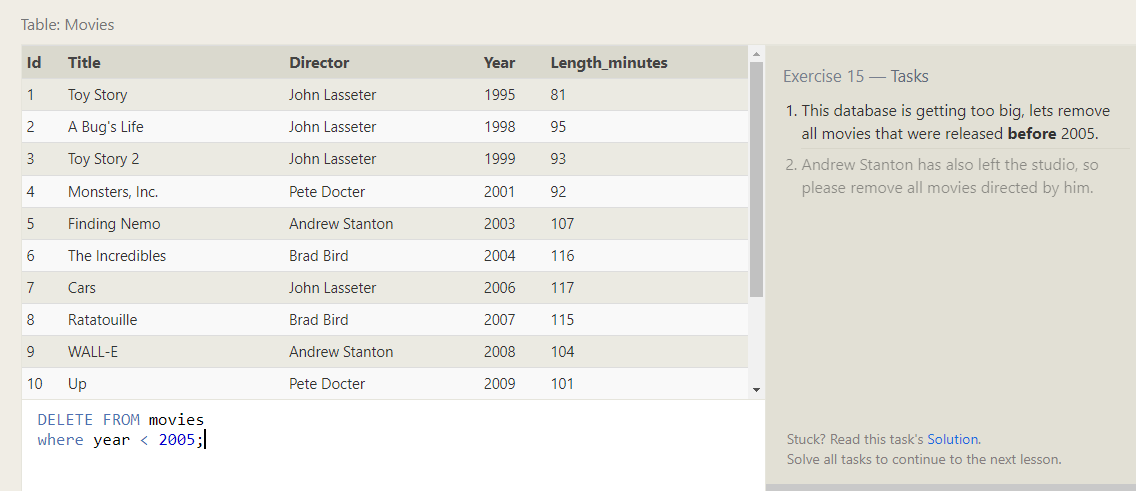 Table: Movies
Id Title Director Year Length_minutes
1 Toy Story John Lasseter 1995 81
2 A Bug's Life John Lasseter 1998 95
3 Toy Story 2 John Lasseter 1999 93
4 Monsters, Inc. Pete Docter 2001 92
5 Finding Nemo Andrew Stanton 2003 107
6 The Incredibles Brad Bird 2004 116
7 Cars John Lasseter 2006 117
8 Ratatouille Brad Bird 2007 115
9 WALL-E Andrew Stanton 2008 104
10 Up Pete Docter 2009 101
DELETE FROM movies
where year < 2005;
Exercise 15 — Tasks
1. This database is getting too big, lets remove
all movies that were released before 2005.
2. Andrew Stanton has also left the studio, so
please remove all movies directed by him.
Stuck? Read this task's Solution.
Solve all tasks to continue to the next lesson.